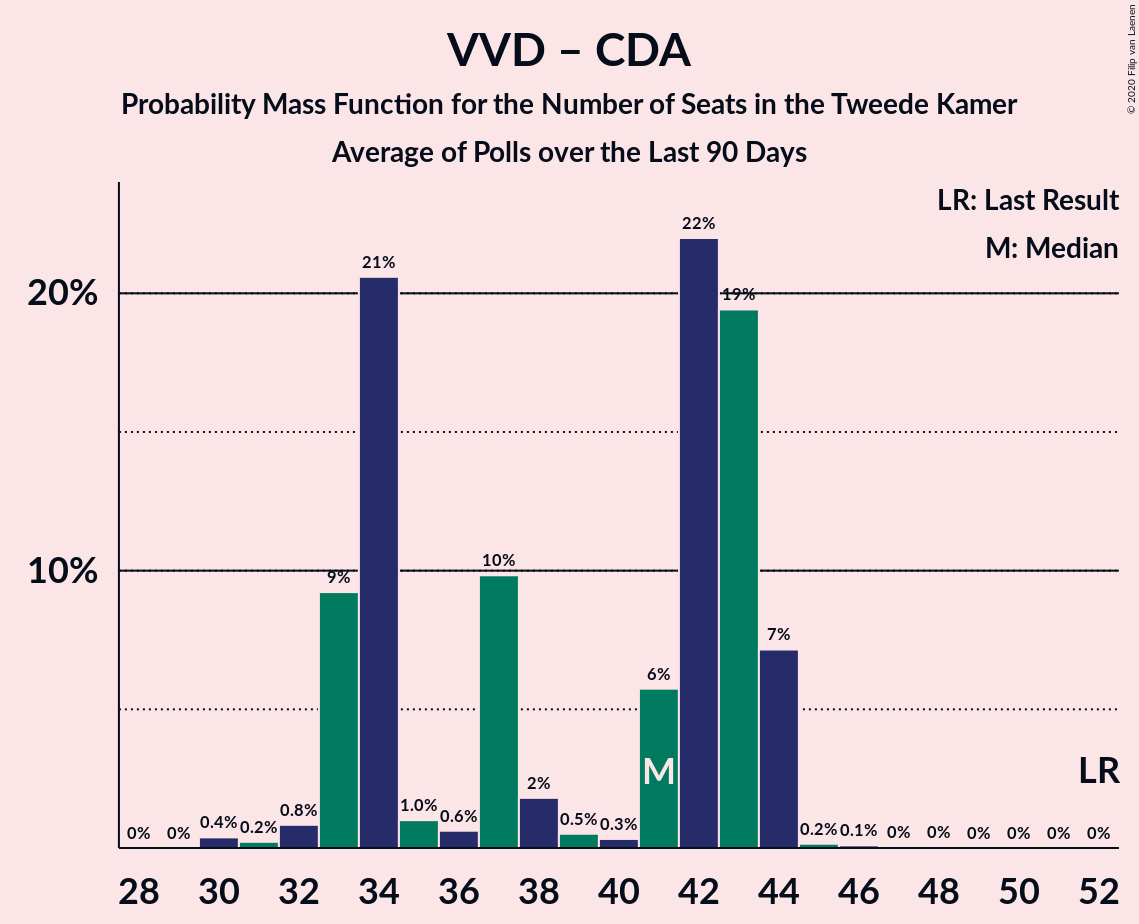 VVD – CDA
Probability Mass Function for the Number of Seats in the Tweede Kamer
Average of Polls over the Last 90 Days
© 2020 Filip van Laenen
LR: Last Result
M: Median
20%
10%
0% 0% 0.4% 0.2% 0.8% 9% 21% 1.0% 0.6% 10% 2% 0.5% 0.3% 6% 22% 19% 7% 0.2% 0.1% 0% 0% 0% 0% 0% 0%
M
LR
28 30 32 34 36 38 40 42 44 46 48 50 52